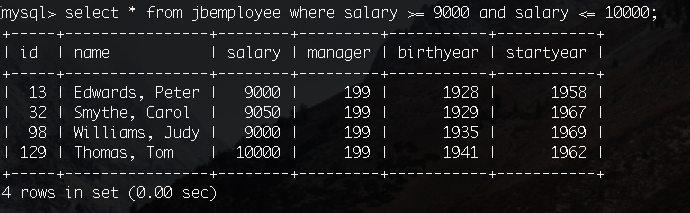 mysql> select * from jbemployee where salary >= 9000 and salary <= 10000;
+-----+----------------+--------+---------+-----------+-----------+
| id  | name           | salary | manager | birthyear | startyear |
+-----+----------------+--------+---------+-----------+-----------+
|  13 | Edwards, Peter |   9000 |     199 |      1928 |      1958 |
|  32 | Smythe, Carol  |   9050 |     199 |      1929 |      1967 |
|  98 | Williams, Judy |   9000 |     199 |      1935 |      1969 |
| 129 | Thomas, Tom    |  10000 |     199 |      1941 |      1962 |
+-----+----------------+--------+---------+-----------+-----------+
4 rows in set (0.00 sec)